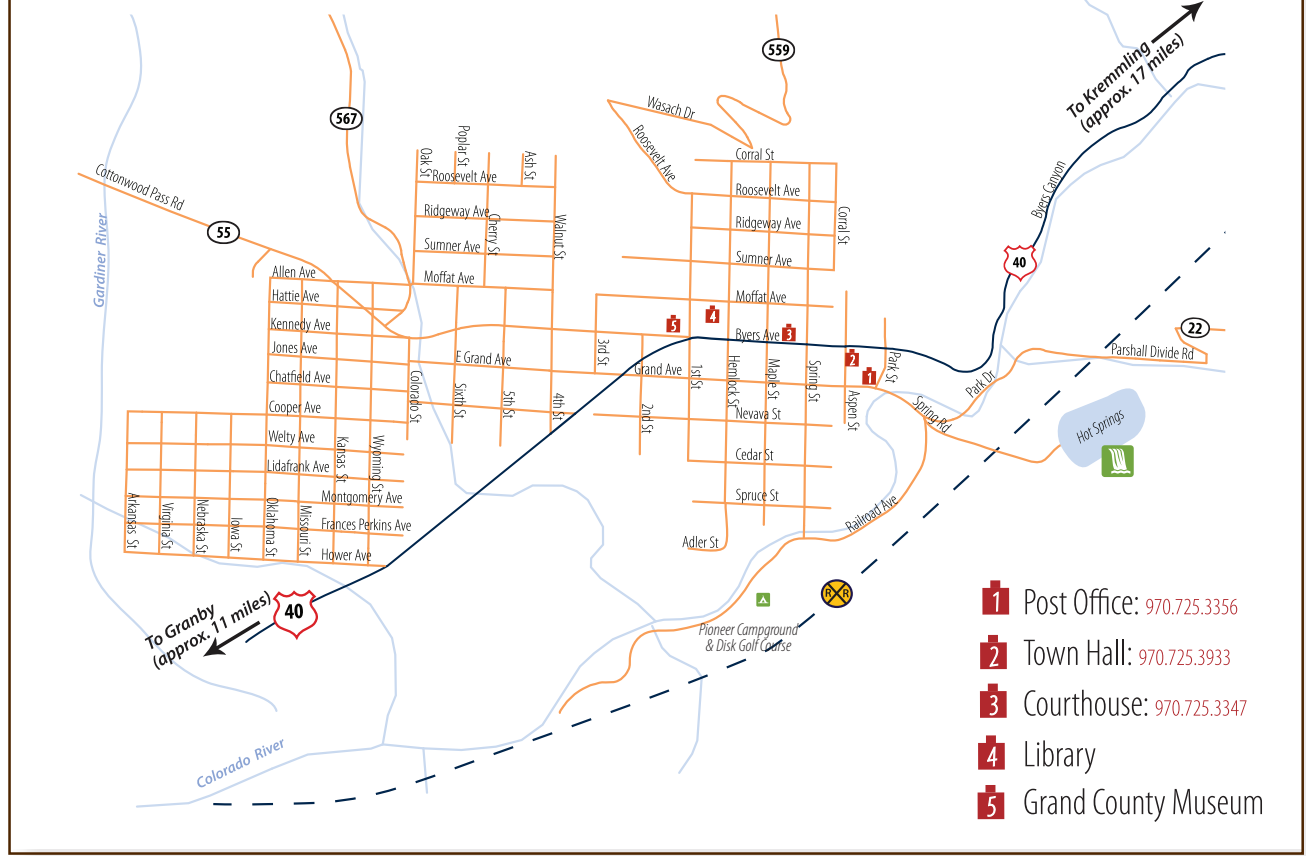 559
To Kremmling
(approx. 17 miles)
Wasach Dr
567
Roosevelt Ave
Poplar St
Oak St
Ash St
Corral St
Cottonwood Pass Rd
Roosevelt Ave
Roosevelt Ave
Byers Canyon
Ridgeway Ave
Cherry St
Walnut St
Ridgeway Ave
Corral St
55
Gardiner River
Sumner Ave
Sumner Ave
40
Allen Ave
Moffat Ave
Hattie Ave
Moffat Ave
4
5
Kennedy Ave
Byers Ave
3
22
Jones Ave
E Grand Ave
3rd St
Grand Ave
1st St
Hemlock St
Maple St
Spring St
2
1
Park St
Parshall Divide Rd
Chatfield Ave
Colorado St
Sixth St
5th St
4th St
2nd St
Aspen St
Park Dr
Cooper Ave
Nevava St
Spring Rd
Hot Springs
Welty Ave
Kansas St
Wyoming St
Lidafrank Ave
Cedar St
Montgomery Ave
Spruce St
Arkansas St
Virginia St
Nebraska St
Iowa St
Oklahoma St
Missouri St
Frances Perkins Ave
Railroad Ave
Adler St
Hower Ave
40
R R
To Granby
(approx. 11 miles)
Pioneer Campground
& Disk Golf Course
Colorado River
1 Post Office: 970.725.3356
2 Town Hall: 970.725.3933
3 Courthouse: 970.725.3347
4 Library
5 Grand County Museum